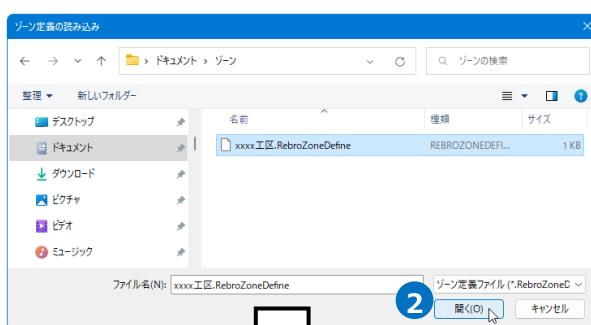 ゾーン定義の読み込み
ドキュメント › ゾーン
ゾーンの検索
整理 新しいフォルダー
名前 種類 サイズ
デスクトップ
ドキュメント xxxx工区.RebroZoneDefine REBROZONEDEFI... 1 KB
ダウンロード
ピクチャ
ビデオ
ミュージック
ファイル名(N): xxxx工区.RebroZoneDefine ゾーン定義ファイル (*.RebroZoneD
2 開く(O) キャンセル